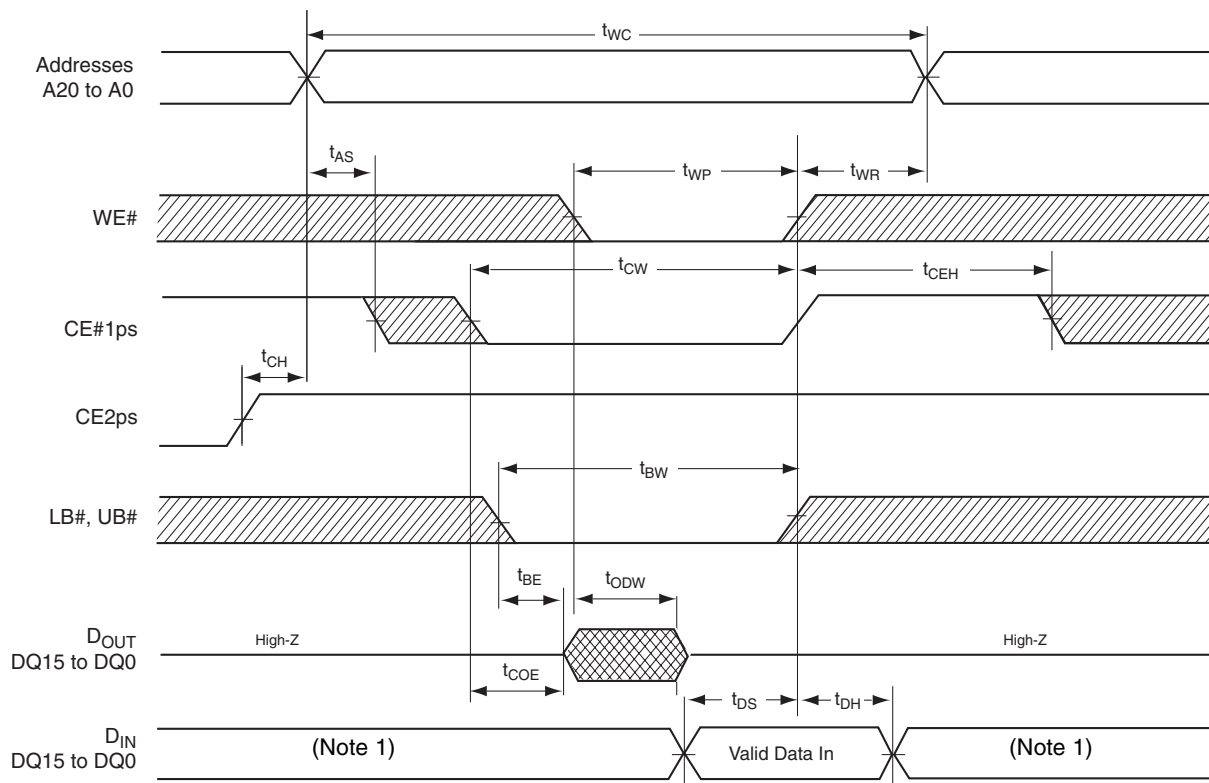 tWC
Addresses
A20 to A0
tAS
tWP
tWR
WE#
tCW
tCEH
CE#1ps
tCH
CE2ps
tBW
LB#, UB#
tBE
tODW
DOUT
DQ15 to DQ0
High-Z
High-Z
tCOE
tDS
tDH
DIN
DQ15 to DQ0
(Note 1)
Valid Data In
(Note 1)